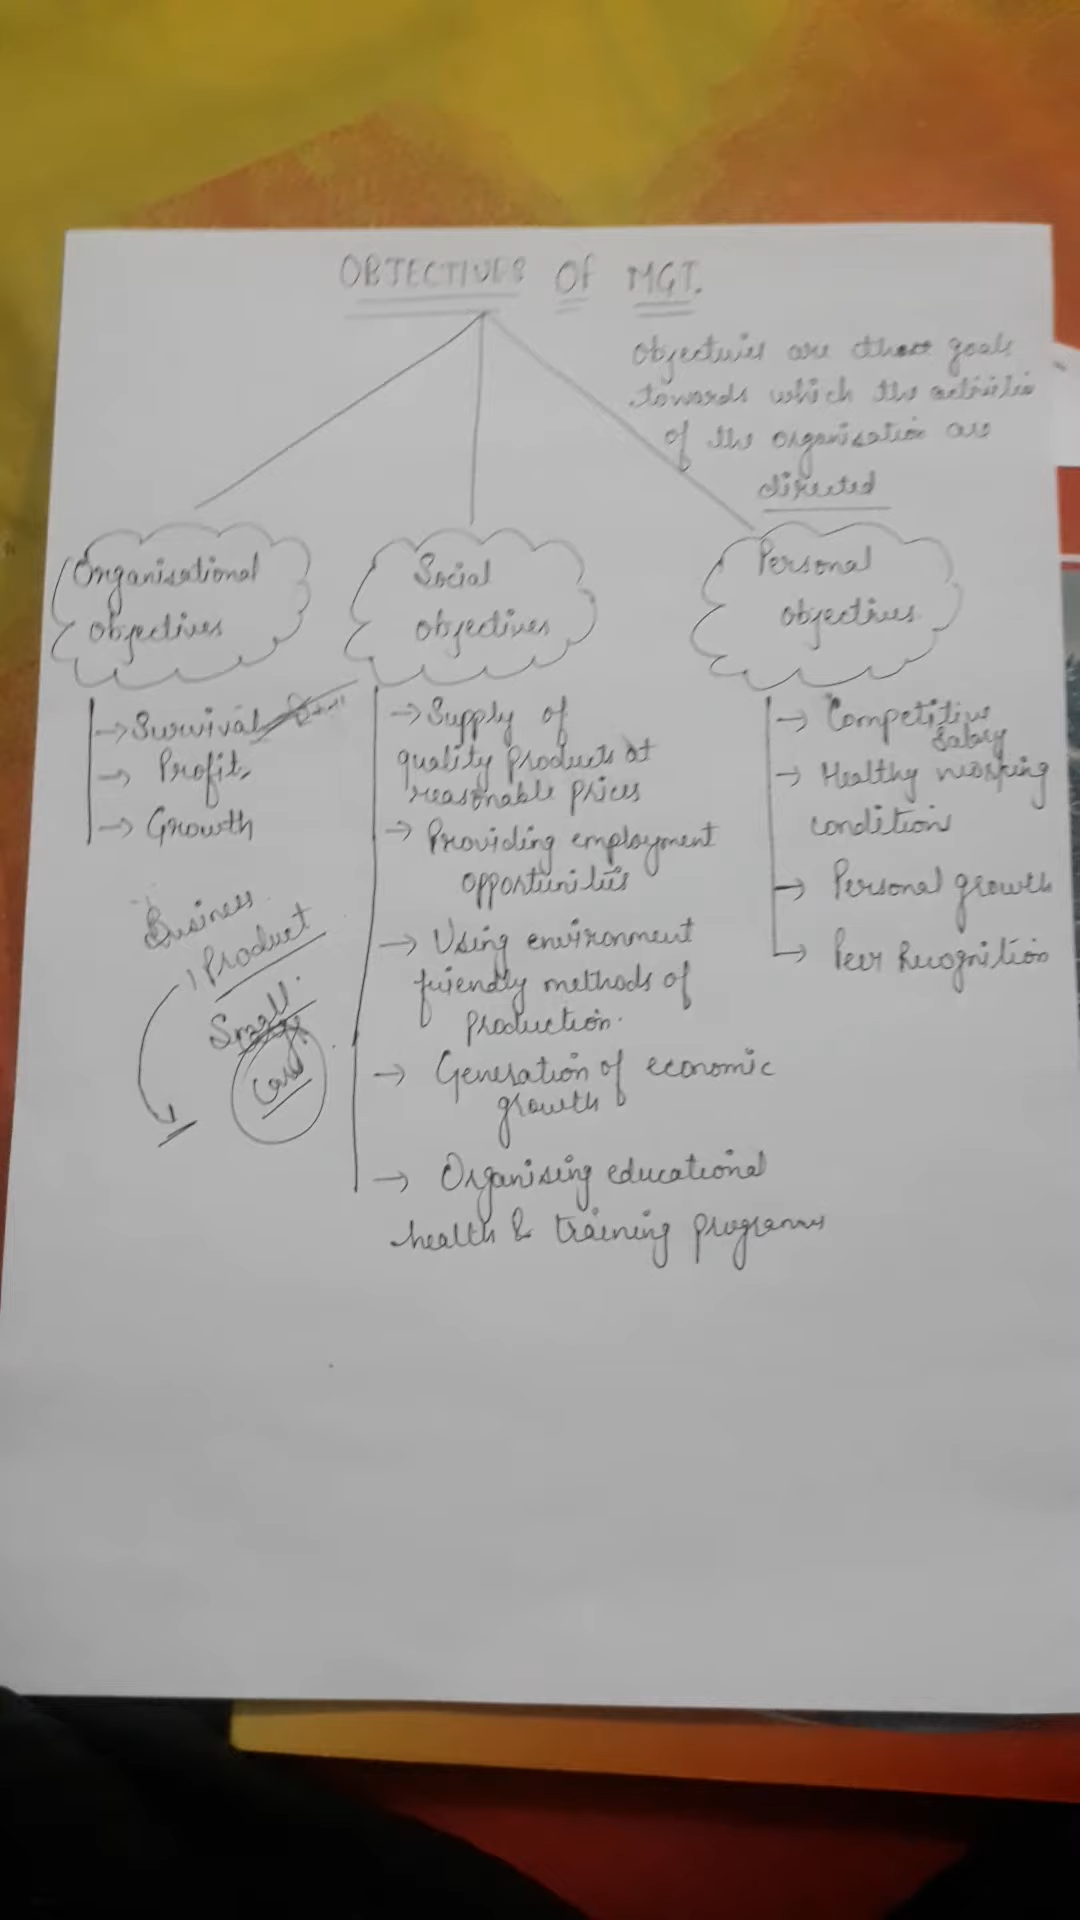 OBJECTIVES OF MGT.
Objectives are those goals
towards which the activities
of the organisation are
directed
Organisational
objectives
→ Survival
→ Profit
→ Growth
Business
1 Product
Small
Social
objectives
→ Supply of
quality products at
reasonable prices
→ Providing employment
opportunities
→ Using environment
friendly methods of
production.
→ Generation of economic
growth
→ Organising educational
health & training programs
Personal
objectives
→ Competitive
Salary
→ Healthy working
condition
→ Personal growth
→ Peer Recognition